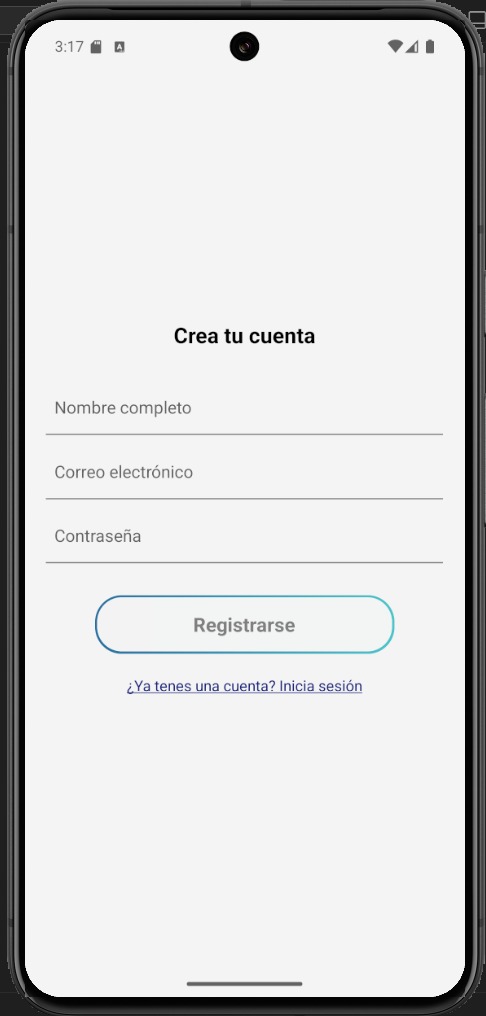 3:17
Crea tu cuenta
Nombre completo
Correo electrónico
Contraseña
Registrarse
¿Ya tenes una cuenta? Inicia sesión